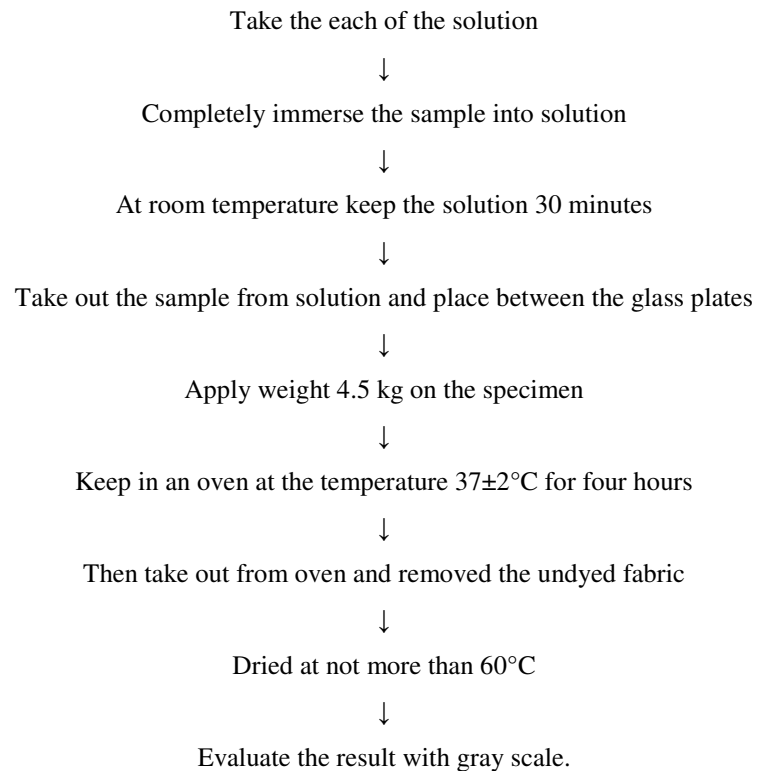 Take the each of the solution
↓
Completely immerse the sample into solution
↓
At room temperature keep the solution 30 minutes
↓
Take out the sample from solution and place between the glass plates
↓
Apply weight 4.5 kg on the specimen
↓
Keep in an oven at the temperature 37±2°C for four hours
↓
Then take out from oven and removed the undyed fabric
↓
Dried at not more than 60°C
↓
Evaluate the result with gray scale.